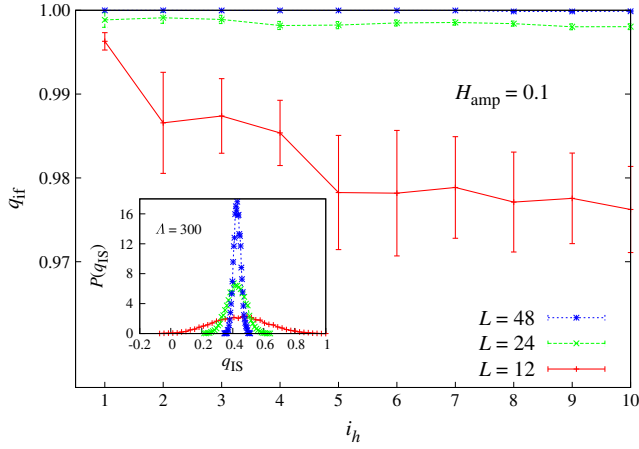 1.00
0.99
0.98
0.97
q_if
H_amp = 0.1
16
12
8
4
0
P(q_IS)
Λ = 300
-0.2 0 0.2 0.4 0.6 0.8 1
q_IS
L = 48
L = 24
L = 12
1 2 3 4 5 6 7 8 9 10
i_h